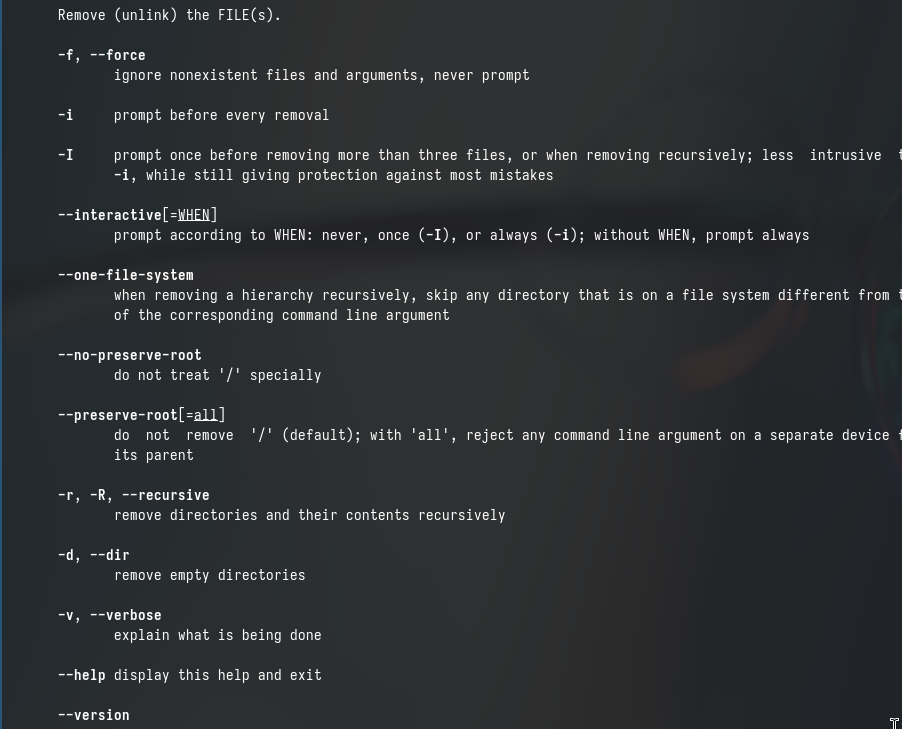 Remove (unlink) the FILE(s).
-f, --force
ignore nonexistent files and arguments, never prompt
-i prompt before every removal
-I prompt once before removing more than three files, or when removing recursively; less intrusive
-i, while still giving protection against most mistakes
--interactive[=WHEN]
prompt according to WHEN: never, once (-I), or always (-i); without WHEN, prompt always
--one-file-system
when removing a hierarchy recursively, skip any directory that is on a file system different from
of the corresponding command line argument
--no-preserve-root
do not treat '/' specially
--preserve-root[=all]
do not remove '/' (default); with 'all', reject any command line argument on a separate device
its parent
-r, -R, --recursive
remove directories and their contents recursively
-d, --dir
remove empty directories
-v, --verbose
explain what is being done
--help display this help and exit
--version